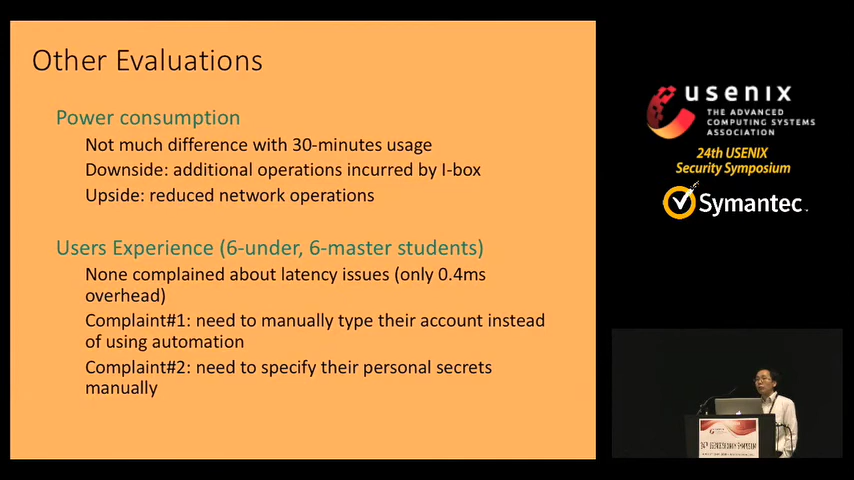 Other Evaluations
Power consumption
Not much difference with 30-minutes usage
Downside: additional operations incurred by I-box
Upside: reduced network operations
Users Experience (6-under, 6-master students)
None complained about latency issues (only 0.4ms
overhead)
Complaint#1: need to manually type their account instead
of using automation
Complaint#2: need to specify their personal secrets
manually
usenix
THE ADVANCED
COMPUTING SYSTEMS
ASSOCIATION
24th USENIX
Security Symposium
Symantec.